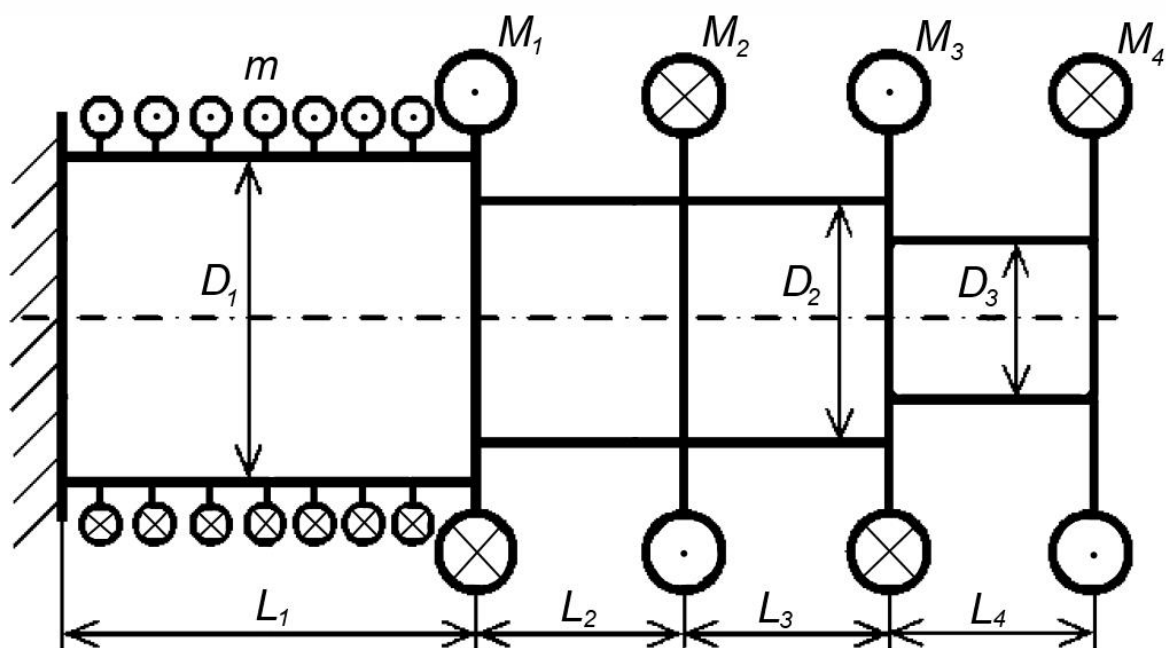 m M₁ M₂ M₃ M₄
D₁ D₂ D₃
L₁ L₂ L₃ L₄